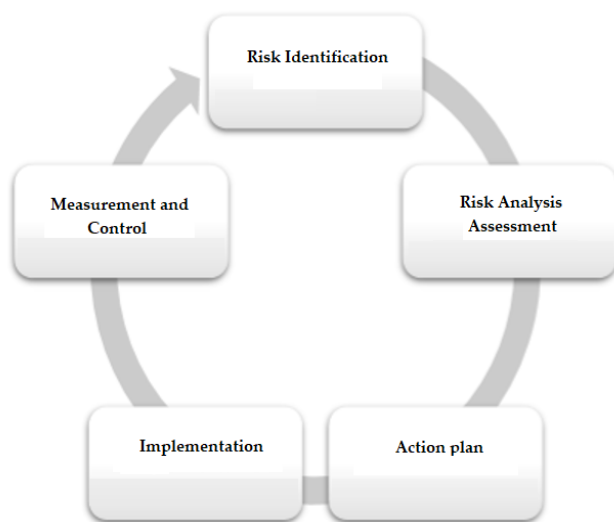 Risk Identification
Risk Analysis
Assessment
Action plan
Implementation
Measurement and
Control